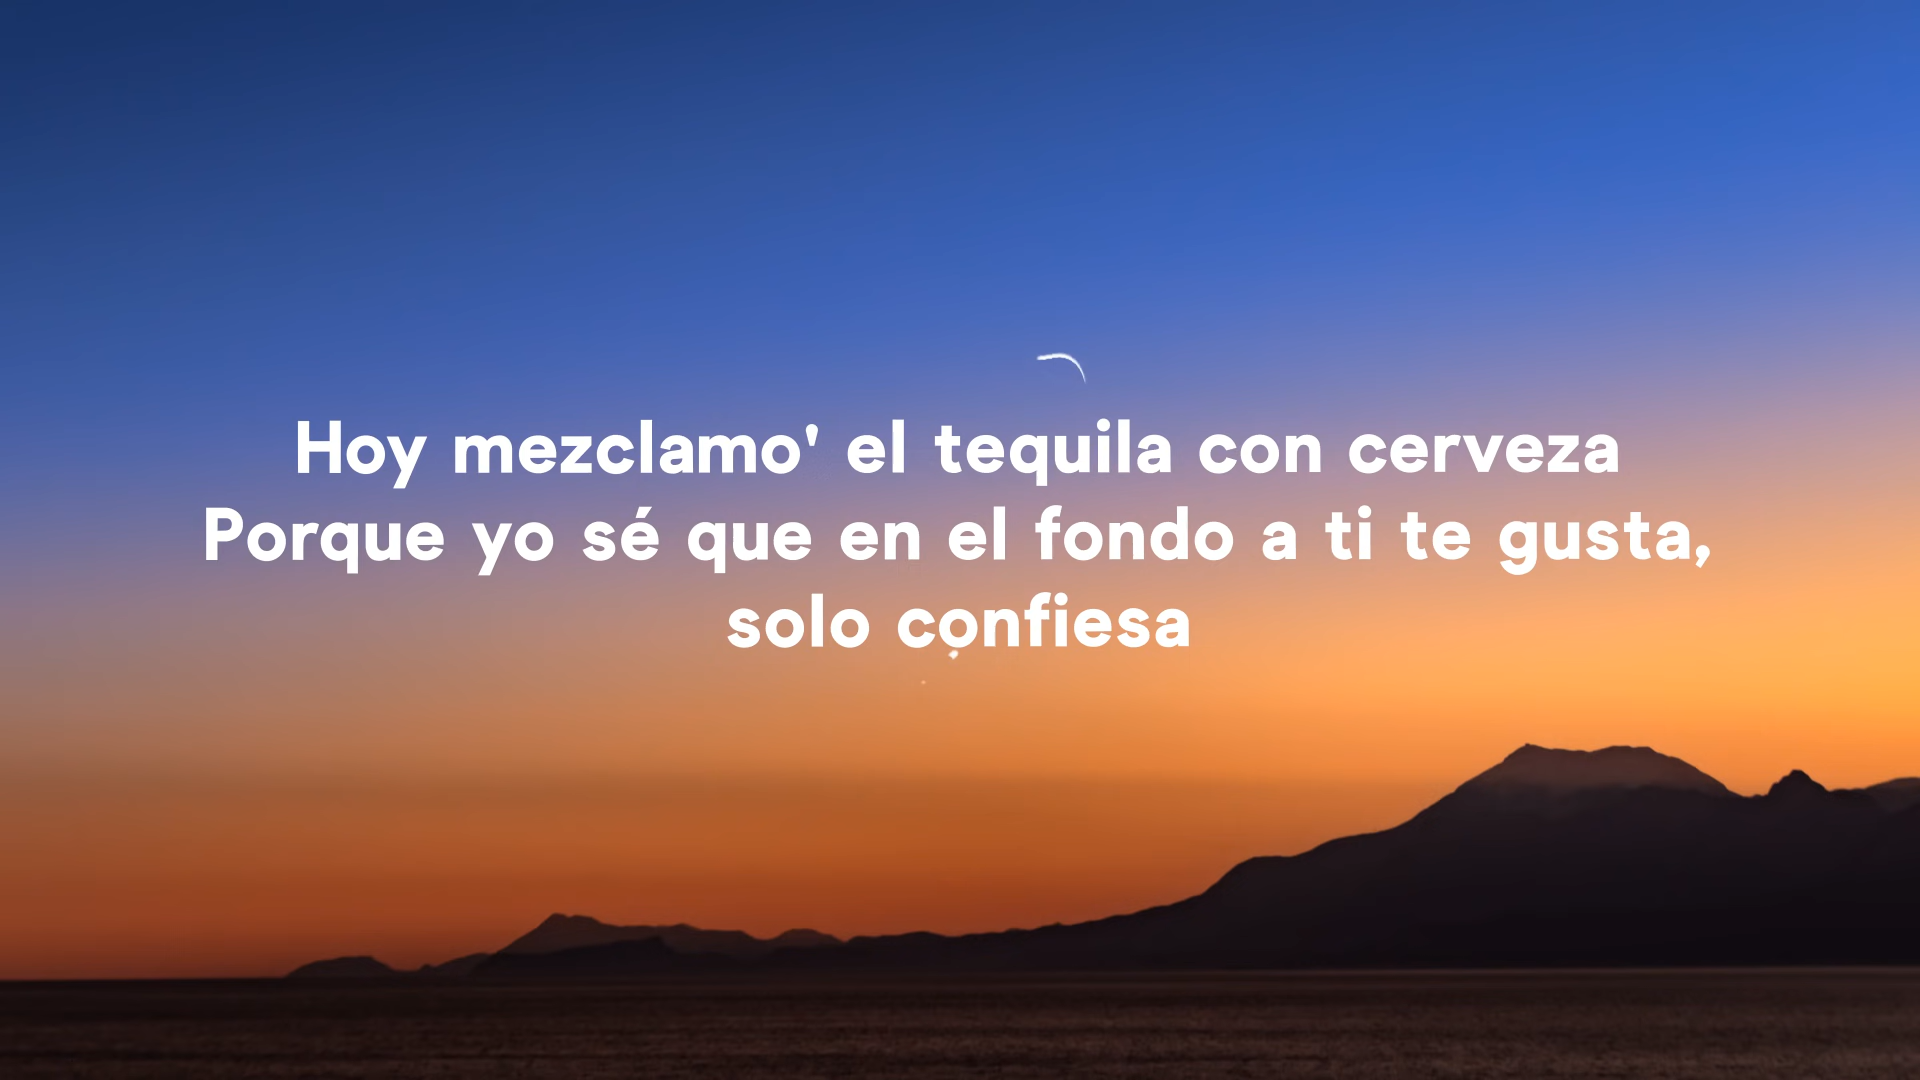 Hoy mezclamo' el tequila con cerveza
Porque yo sé que en el fondo a ti te gusta,
solo confiesa